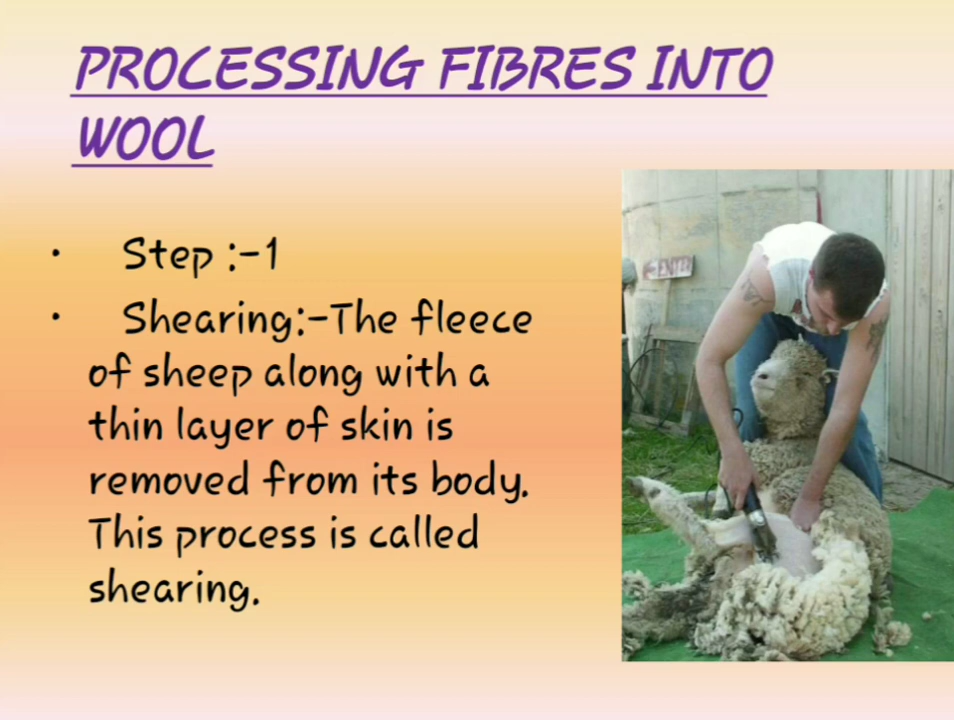 PROCESSING FIBRES INTO
WOOL
• Step :-1
• Shearing:-The fleece
of sheep along with a
thin layer of skin is
removed from its body.
This process is called
shearing.
ENTER